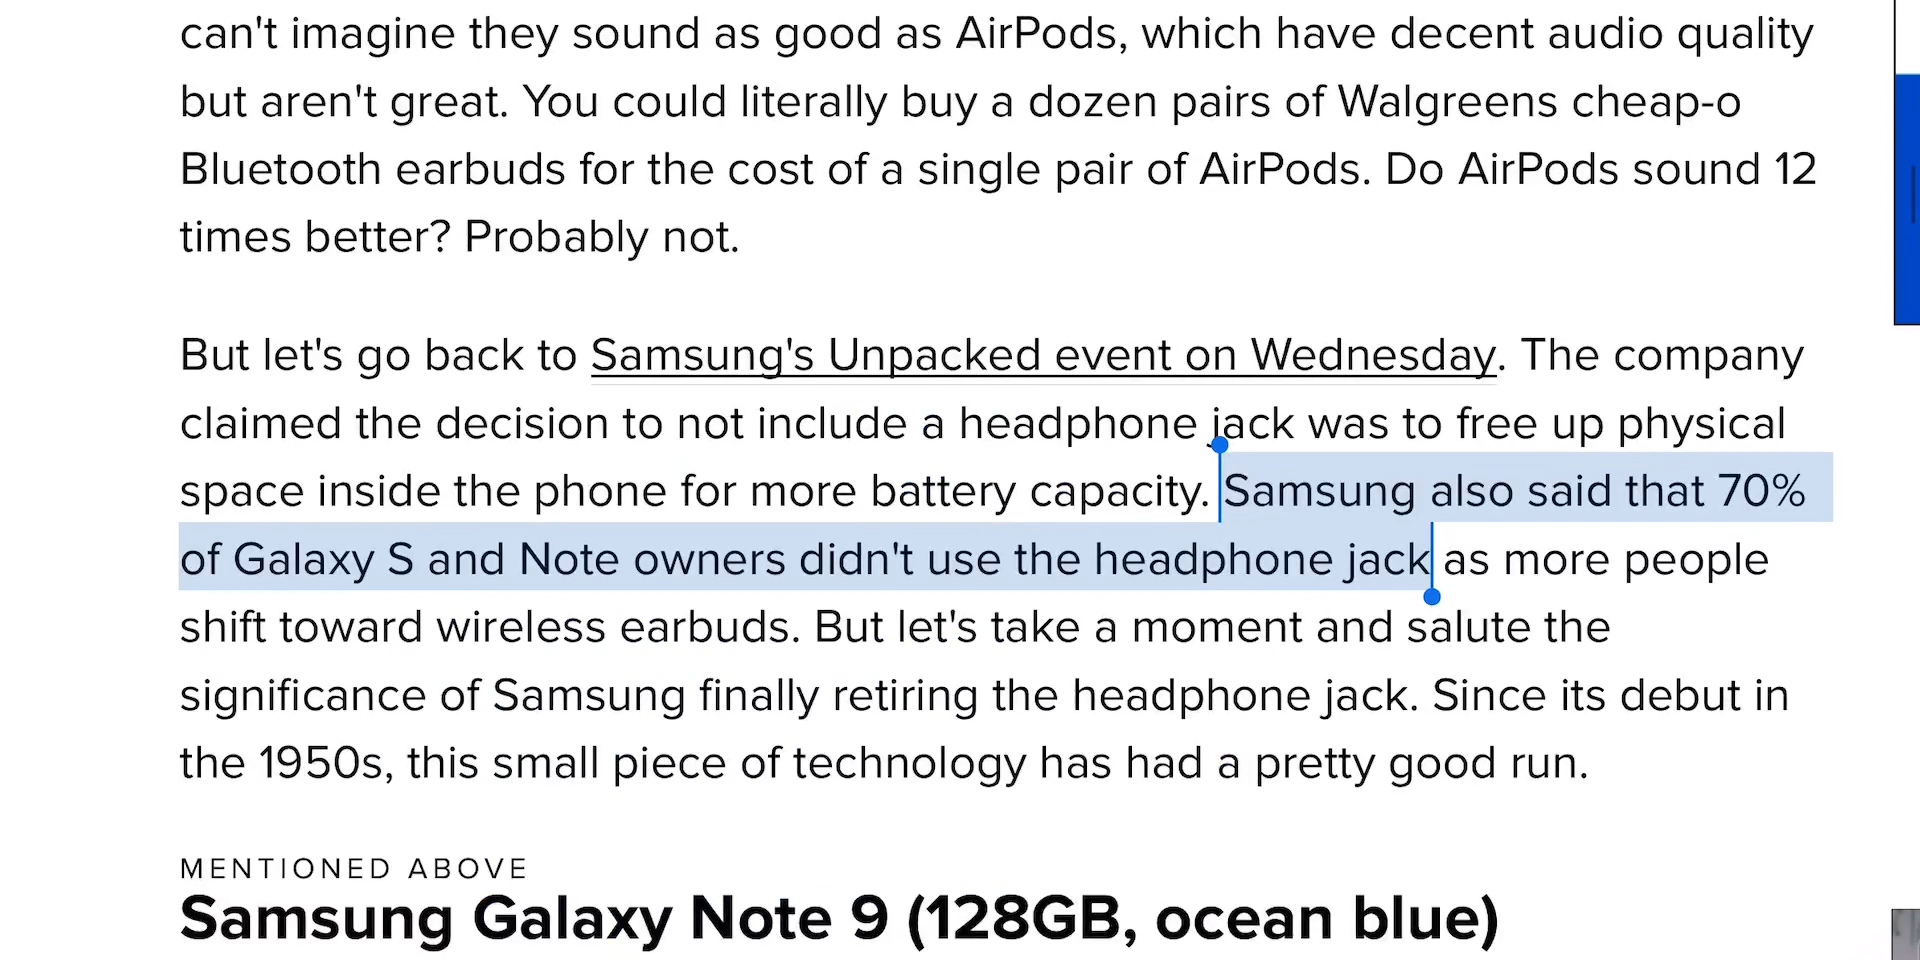 can't imagine they sound as good as AirPods, which have decent audio quality
but aren't great. You could literally buy a dozen pairs of Walgreens cheap-o
Bluetooth earbuds for the cost of a single pair of AirPods. Do AirPods sound 12
times better? Probably not.
But let's go back to Samsung's Unpacked event on Wednesday. The company
claimed the decision to not include a headphone jack was to free up physical
space inside the phone for more battery capacity. Samsung also said that 70%
of Galaxy S and Note owners didn't use the headphone jack as more people
shift toward wireless earbuds. But let's take a moment and salute the
significance of Samsung finally retiring the headphone jack. Since its debut in
the 1950s, this small piece of technology has had a pretty good run.
MENTIONED ABOVE
Samsung Galaxy Note 9 (128GB, ocean blue)